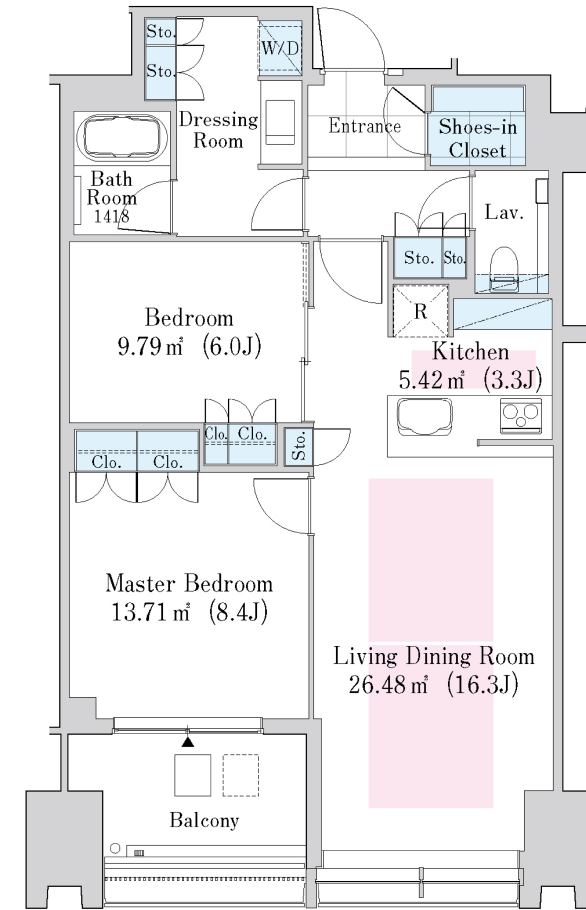 Sto.
Sto.
W/D
Dressing
Room
Entrance
Shoes-in
Closet
Bath
Room
1418
Lav.
Sto.
Sto.
R
Bedroom
9.79㎡ (6.0J)
Kitchen
5.42㎡ (3.3J)
Clo.
Clo.
Sto.
Clo.
Clo.
Master Bedroom
13.71㎡ (8.4J)
Living Dining Room
26.48㎡ (16.3J)
Balcony